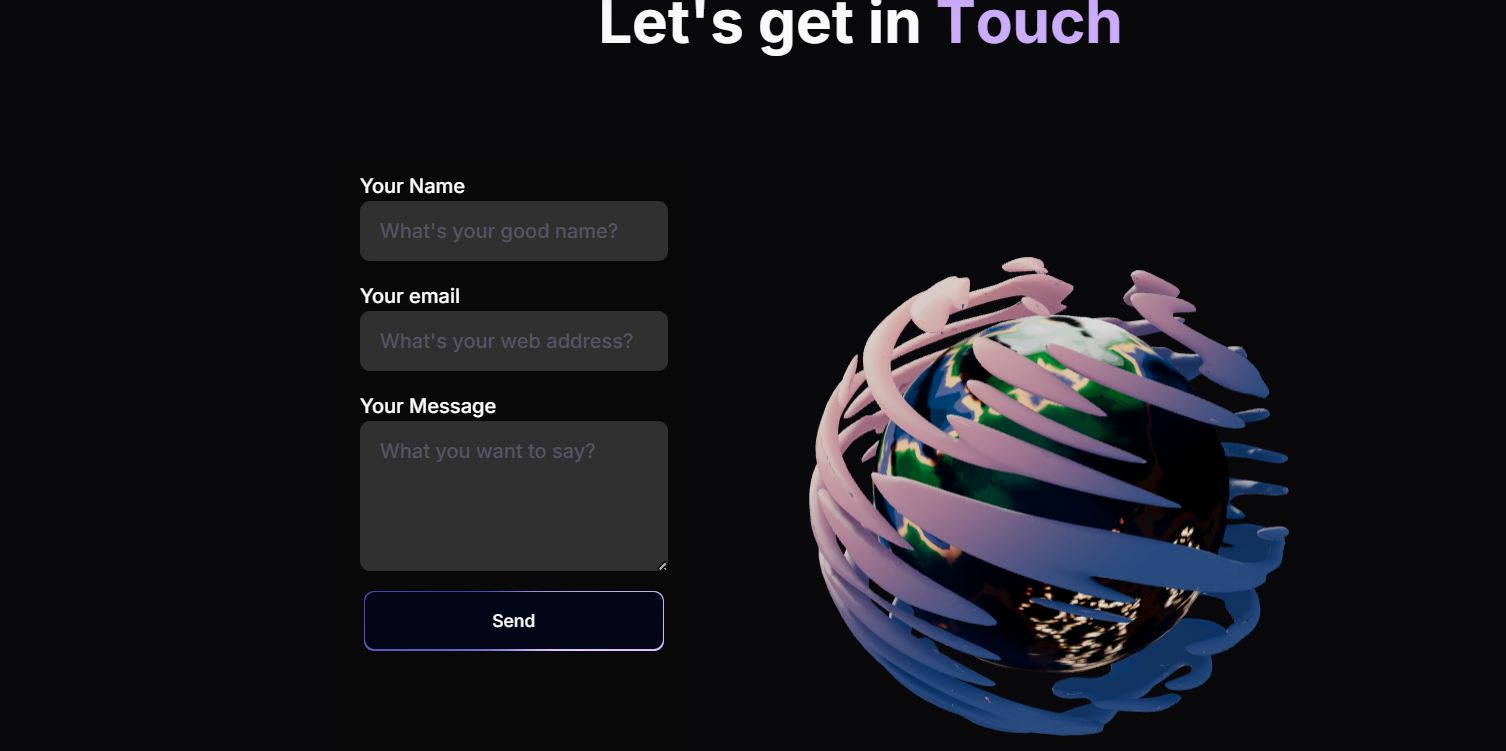 Let's get in Touch
Your Name
What's your good name?
Your email
What's your web address?
Your Message
What you want to say?
Send